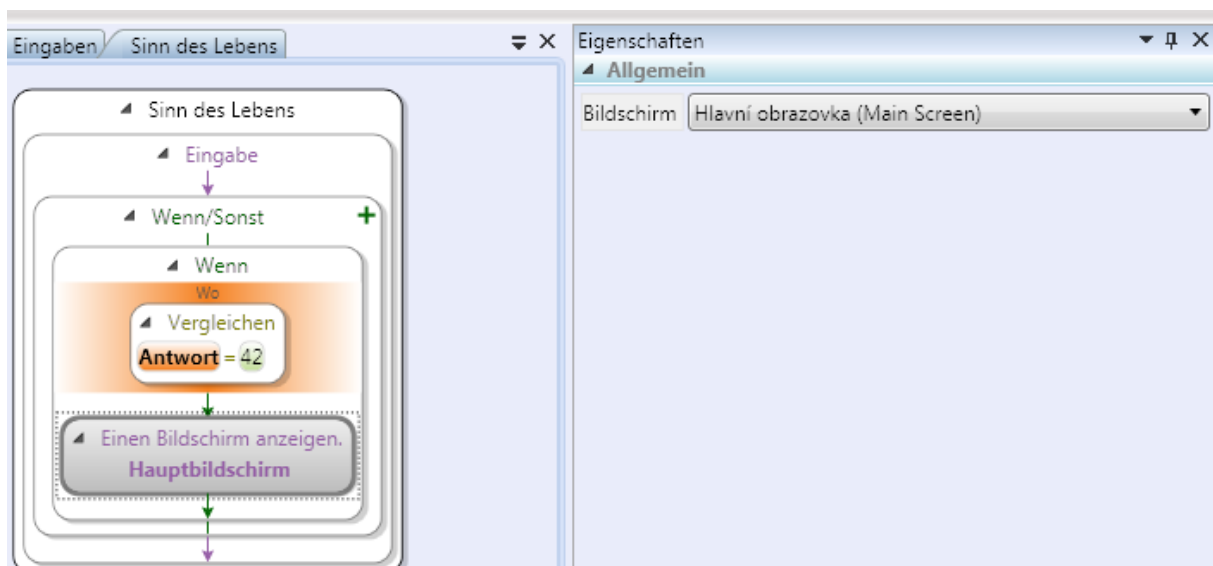 Eingaben
Sinn des Lebens
Sinn des Lebens
Eingabe
Wenn/Sonst
Wenn
Wo
Vergleichen
Antwort = 42
Einen Bildschirm anzeigen.
Hauptbildschirm
Eigenschaften
Allgemein
Bildschirm Hlavní obrazovka (Main Screen)